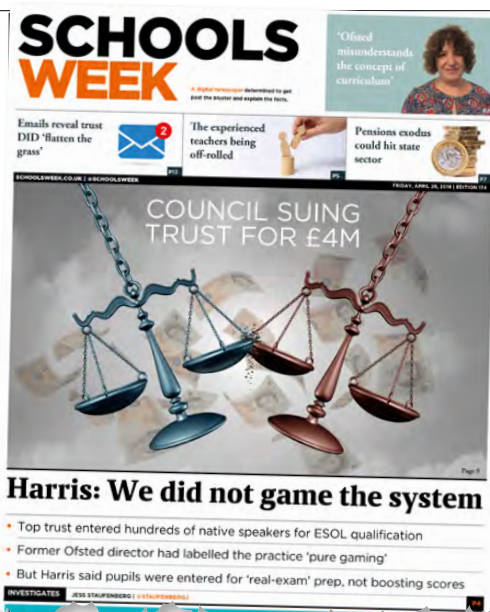 SCHOOLS
WEEK
A digital newspaper determined to get
past the bluster and explain the facts.
'Ofsted
misunderstands
the concept of
curriculum'
Emails reveal trust
DID 'flatten the
grass'
2
P12
The experienced
teachers being
off-rolled
P5
Pensions exodus
could hit state
sector
P7
SCHOOLSWEEK.CO.UK | @SCHOOLSWEEK
FRIDAY, APRIL 26, 2019 | EDITION 174
COUNCIL SUING
TRUST FOR £4M
Page 9
Harris: We did not game the system
• Top trust entered hundreds of native speakers for ESOL qualification
• Former Ofsted director had labelled the practice 'pure gaming'
• But Harris said pupils were entered for 'real-exam' prep, not boosting scores
INVESTIGATES
JESS STAUFENBERG | @STAUFENBERGJ